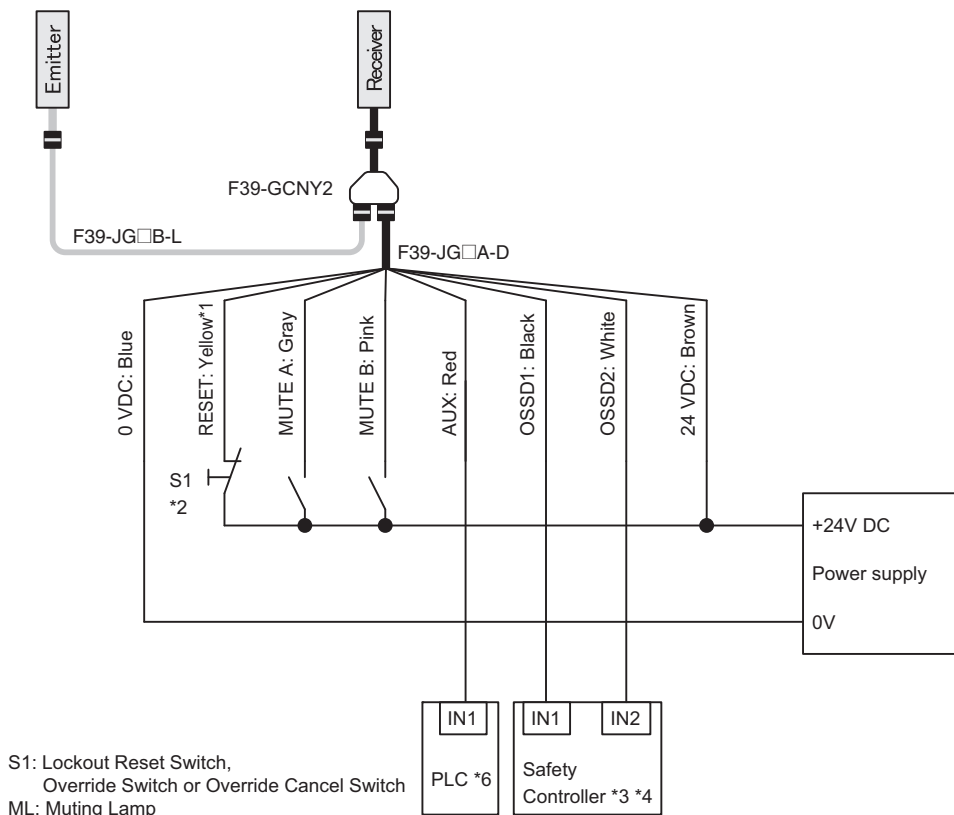 Emitter
Receiver
F39-GCNY2
F39-JG□B-L
F39-JG□A-D
0 VDC: Blue
RESET: Yellow*1
MUTE A: Gray
MUTE B: Pink
AUX: Red
OSSD1: Black
OSSD2: White
24 VDC: Brown
S1
*2
+24V DC
Power supply
0V
IN1
IN1
IN2
PLC *6
Safety
Controller *3 *4
S1: Lockout Reset Switch,
Override Switch or Override Cancel Switch
ML: Muting Lamp